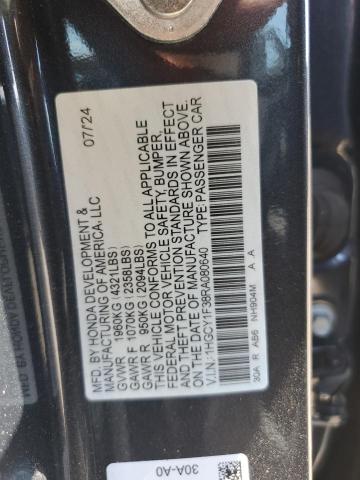 MFD. BY HONDA DEVELOPMENT & 07/24
MANUFACTURING OF AMERICA, LLC
GVWR 1960KG (4321LBS)
GAWR F 1070KG (2358LBS)
GAWR R 950KG (2094LBS)
THIS VEHICLE CONFORMS TO ALL APPLICABLE
FEDERAL MOTOR VEHICLE SAFETY, BUMPER,
AND THEFT PREVENTION STANDARDS IN EFFECT
ON THE DATE OF MANUFACTURE SHOWN ABOVE.
V.I.N.: 1HGCY1F38RA080640 TYPE: PASSENGER CAR
30A R AB6 NH904M A A
30A-A0